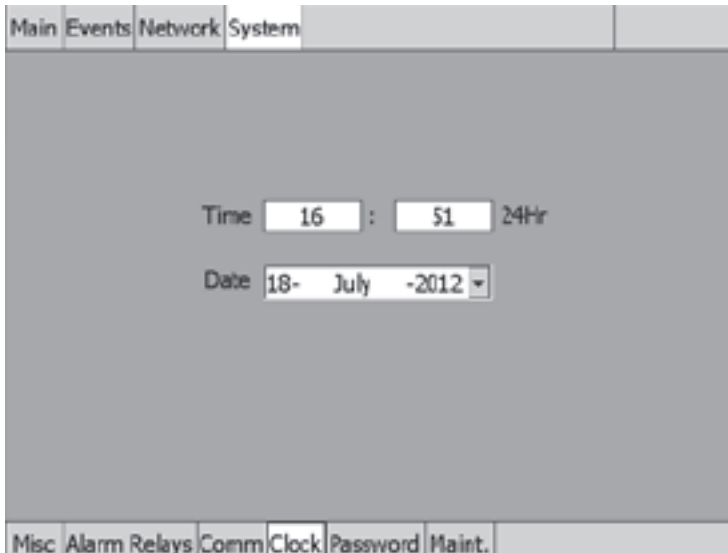 Main Events Network System
Time 16 : 51 24Hr
Date 18- July -2012
Misc Alarm Relays Comm Clock Password Maint.